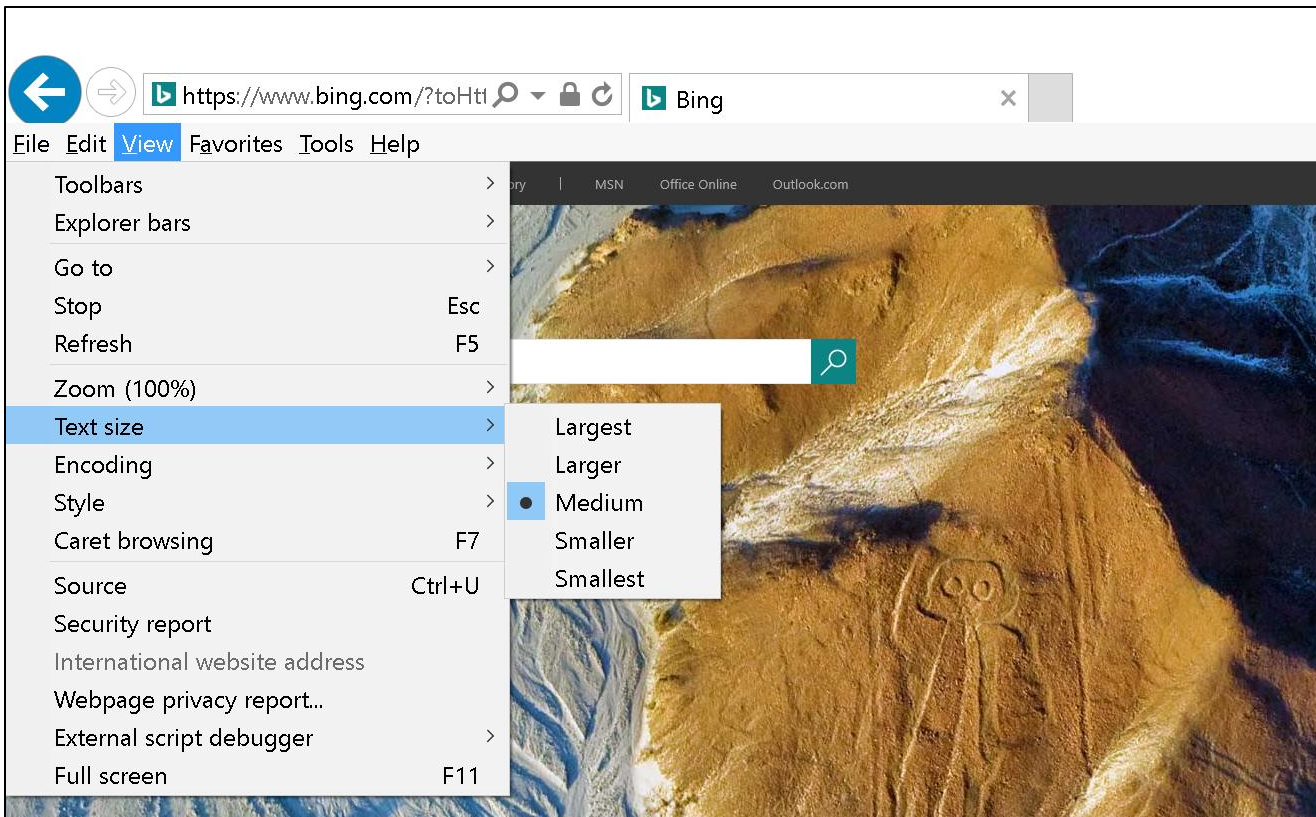 https://www.bing.com/?toHtt
Bing
File Edit View Favorites Tools Help
MSN Office Online Outlook.com
Toolbars
Explorer bars
Go to
Stop Esc
Refresh F5
Zoom (100%)
Text size
Encoding
Style
Caret browsing F7
Source Ctrl+U
Security report
International website address
Webpage privacy report...
External script debugger
Full screen F11
Largest
Larger
Medium
Smaller
Smallest